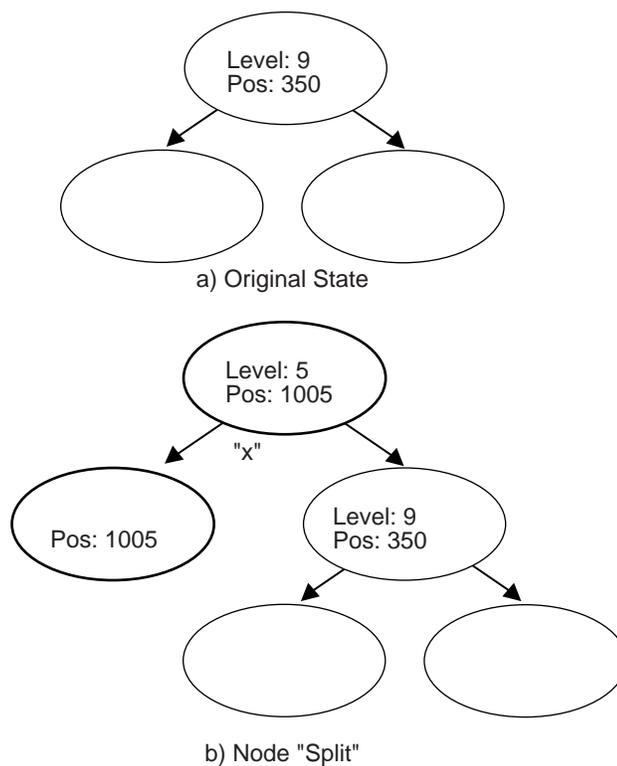 Level: 9
Pos: 350
a) Original State
Level: 5
Pos: 1005
"x"
Pos: 1005
Level: 9
Pos: 350
b) Node "Split"